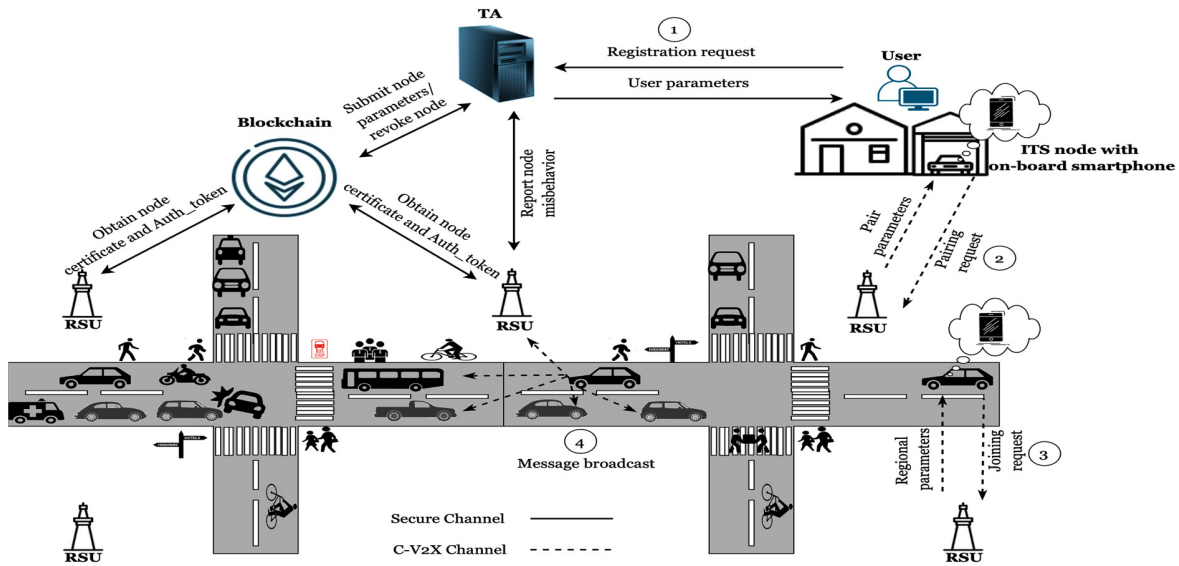 TA
1
Registration request
User parameters
User
Submit node
parameters/
revoke node
Blockchain
Report node
misbehavior
ITS node with
on-board smartphone
Obtain node
certificate and Auth_token
Obtain node
certificate and Auth_token
Pair
parameters
Pairing
request
2
RSU
RSU
RSU
4
Message broadcast
Regional
parameters
Joining
request
3
Secure Channel
C-V2X Channel
RSU
RSU